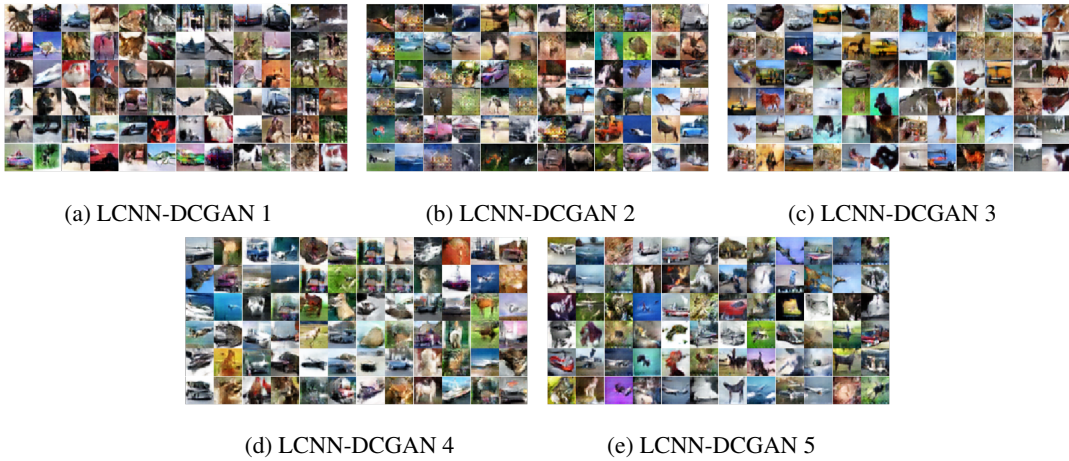 (a) LCNN-DCGAN 1
(b) LCNN-DCGAN 2
(c) LCNN-DCGAN 3
(d) LCNN-DCGAN 4
(e) LCNN-DCGAN 5